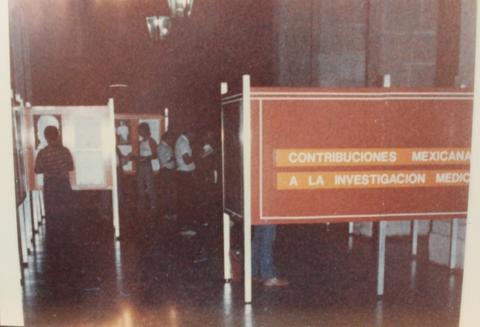 CONTRIBUCIONES MEXICANA
A LA INVESTIGACION MEDIC